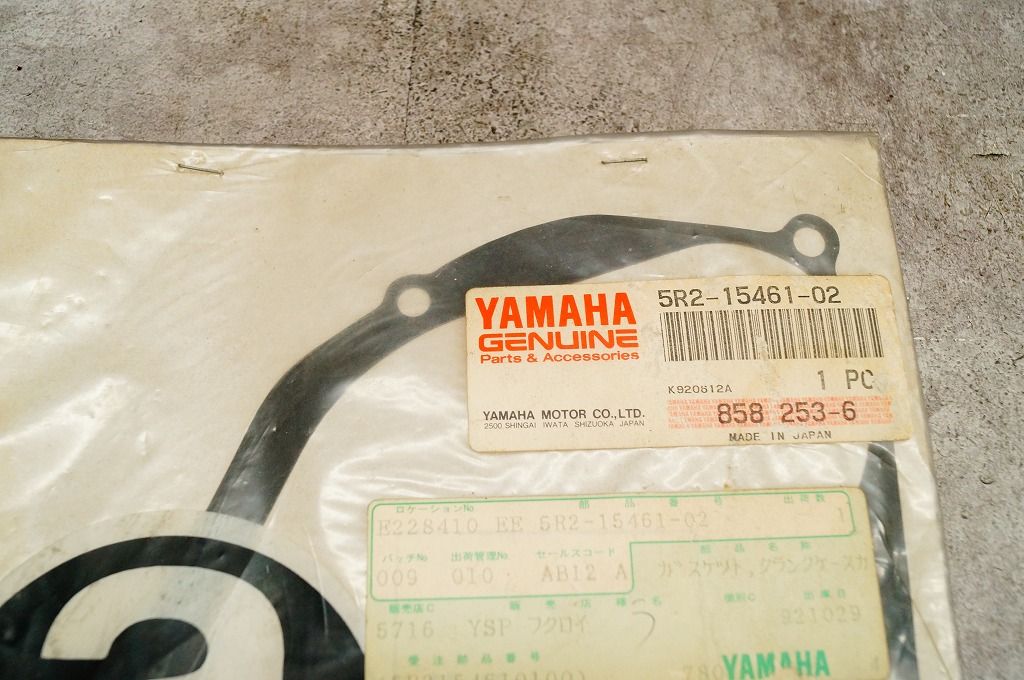 YAMAHA
GENUINE
Parts & Accessories
YAMAHA MOTOR CO.,LTD.
2500 SHINGAI IWATA SHIZUOKA JAPAN
5R2-15461-02
K920812A
1 PC
858 253-6
MADE IN JAPAN
ロケーションNo 部品番号 出荷数
E228410 EE 5R2-15461-02 1
バッチNo 出荷管理No セールスコード 部品名称
009 010 AB12 A ガスケツト,クランクケースカ
販売店C 販売店様名 個所C 出庫日
5716 YSP フクロイ 921029
受注部品番号
YAMAHA